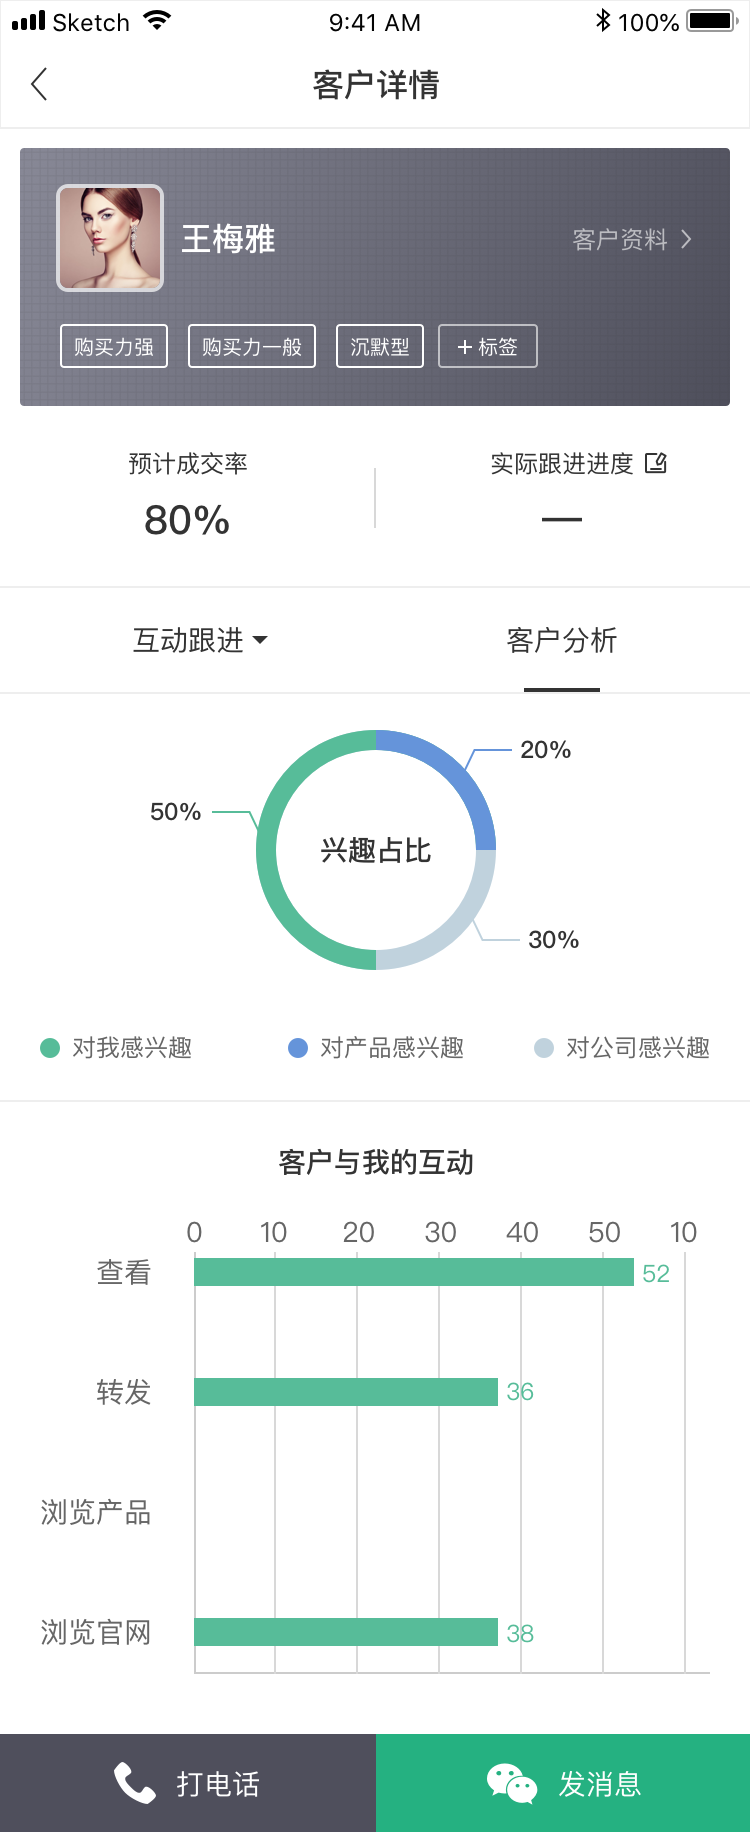 Sketch 9:41 AM 100%
客户详情
王梅雅 客户资料
购买力强 购买力一般 沉默型 + 标签
预计成交率 实际跟进进度
80% —
互动跟进 客户分析
20%
50%
兴趣占比
30%
对我感兴趣 对产品感兴趣 对公司感兴趣
客户与我的互动
0 10 20 30 40 50 10
查看 52
转发 36
浏览产品
浏览官网 38
打电话 发消息